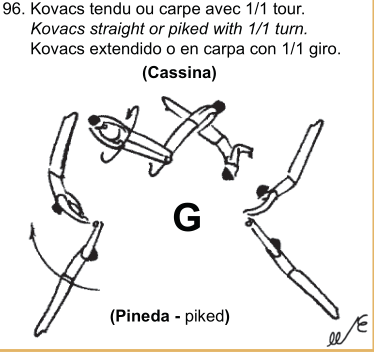 96. Kovacs tendu ou carpe avec 1/1 tour.
Kovacs straight or piked with 1/1 turn.
Kovacs extendido o en carpa con 1/1 giro.
(Cassina)
G
(Pineda - piked)